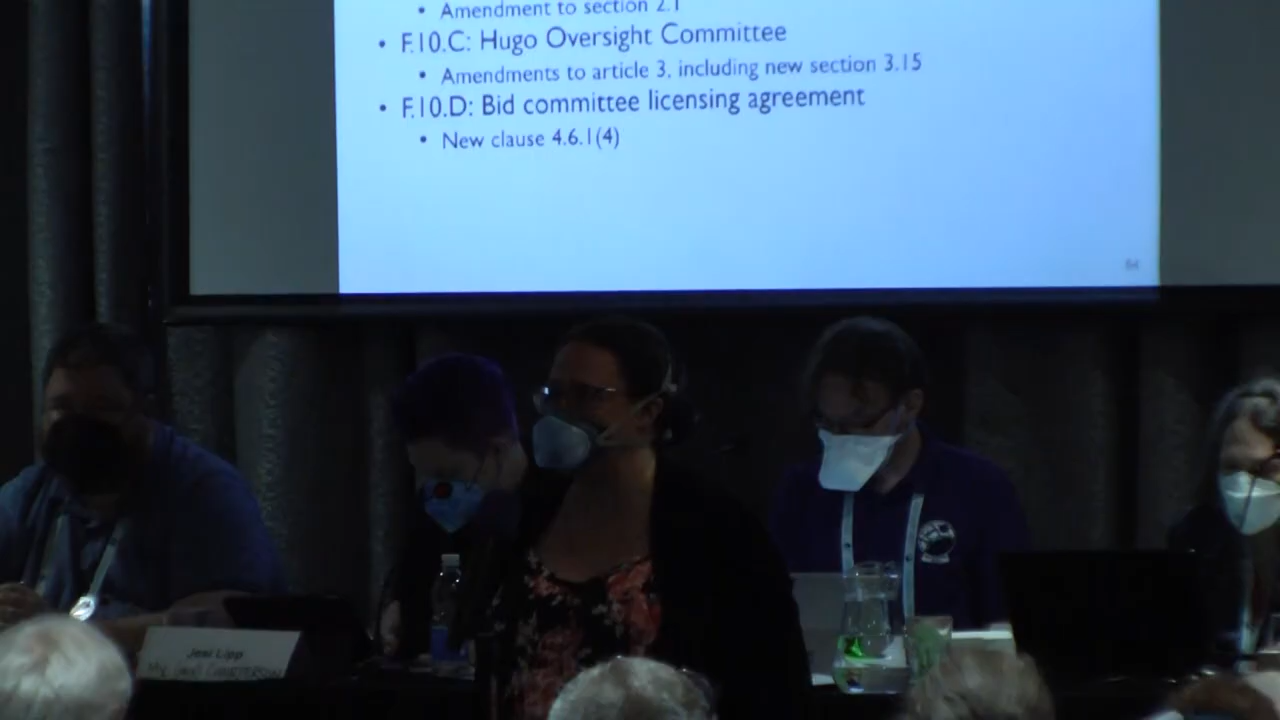 • Amendment to section 2.1
• F.10.C: Hugo Oversight Committee
• Amendments to article 3, including new section 3.15
• F.10.D: Bid committee licensing agreement
• New clause 4.6.1(4)
Jesi Lipp